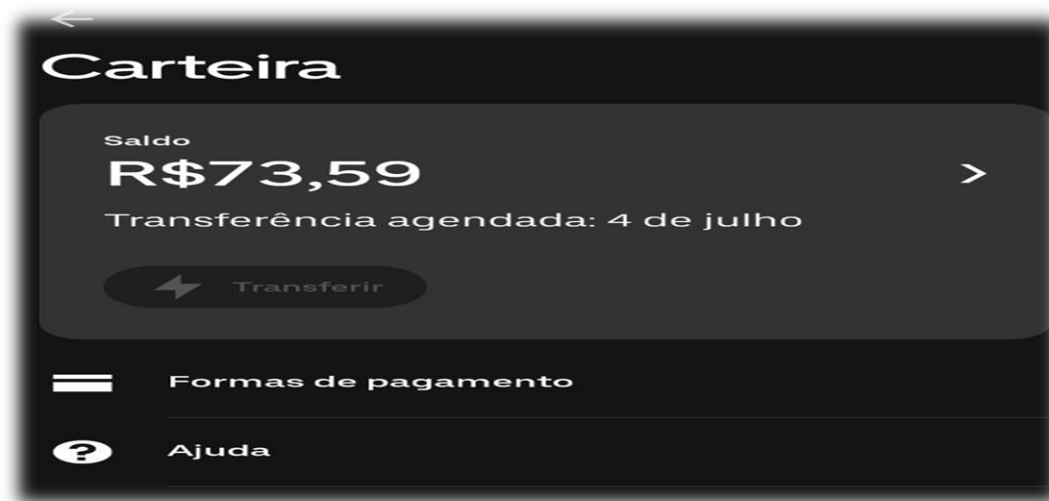 Carteira
Saldo
R$73,59
Transferência agendada: 4 de julho
Transferir
Formas de pagamento
Ajuda